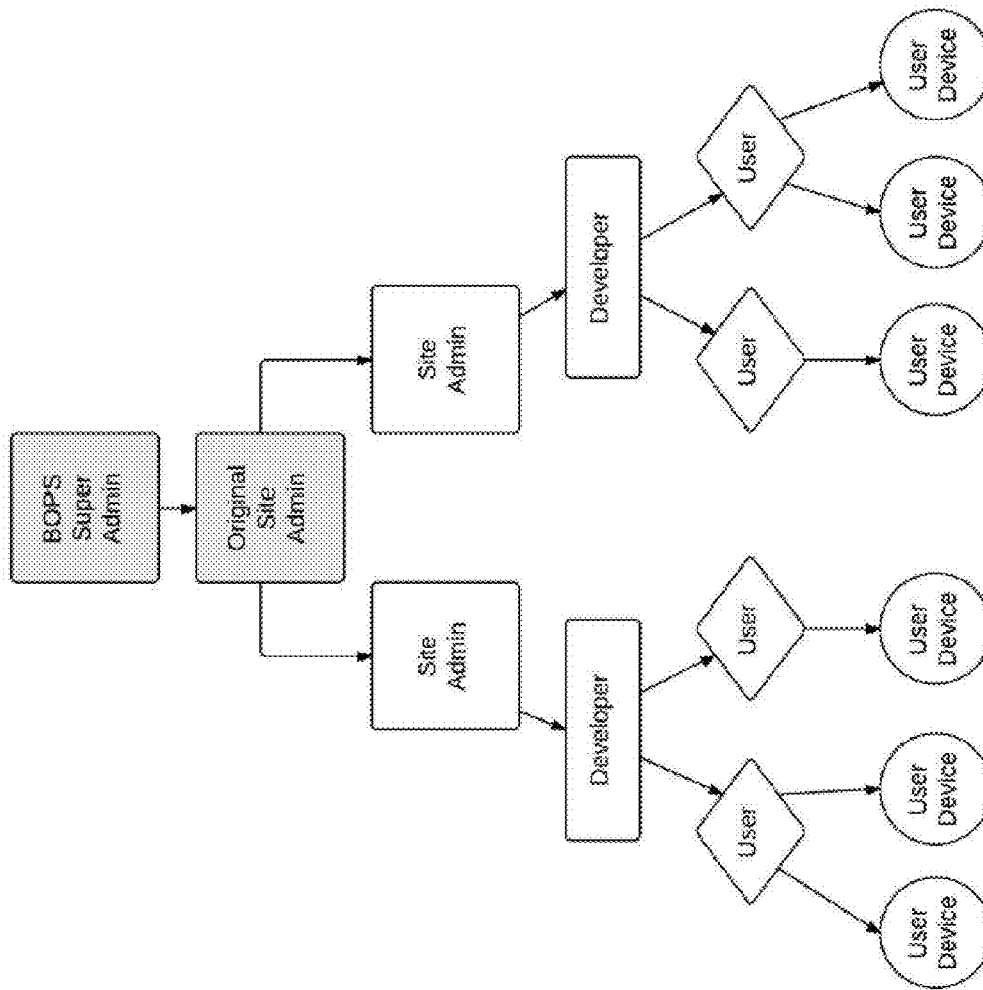 BOPS
Super
Admin
Original
Site
Admin
Site
Admin
Site
Admin
Developer
Developer
User
User
User
User
User
Device
User
Device
User
Device
User
Device
User
Device
User
Device